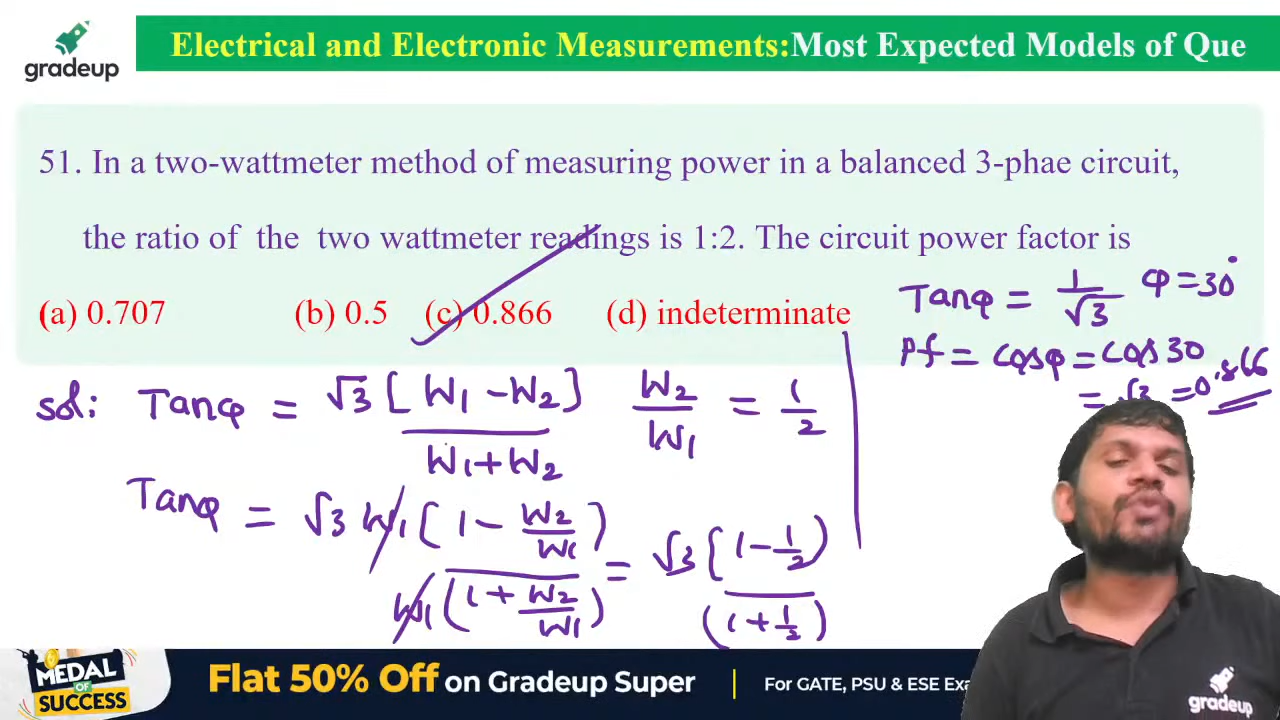 gradeup
Electrical and Electronic Measurements:Most Expected Models of Que
51. In a two-wattmeter method of measuring power in a balanced 3-phae circuit,
the ratio of the two wattmeter readings is 1:2. The circuit power factor is
(a) 0.707 (b) 0.5 (c) 0.866 (d) indeterminate
Tanφ = 1/√3 φ = 30°
Pf = cosφ = cos 30
= √3 = 0.866
sol: Tanφ = √3 [W1 - W2] / W1 + W2 W2/W1 = 1/2
Tanφ = √3 W1 [1 - W2/W1) / W1 (1 + W2/W1) = √3 [1 - 1/2) / (1 + 1/2)
MEDAL
OF
SUCCESS
Flat 50% Off on Gradeup Super | For GATE, PSU & ESE Exa
gradeup